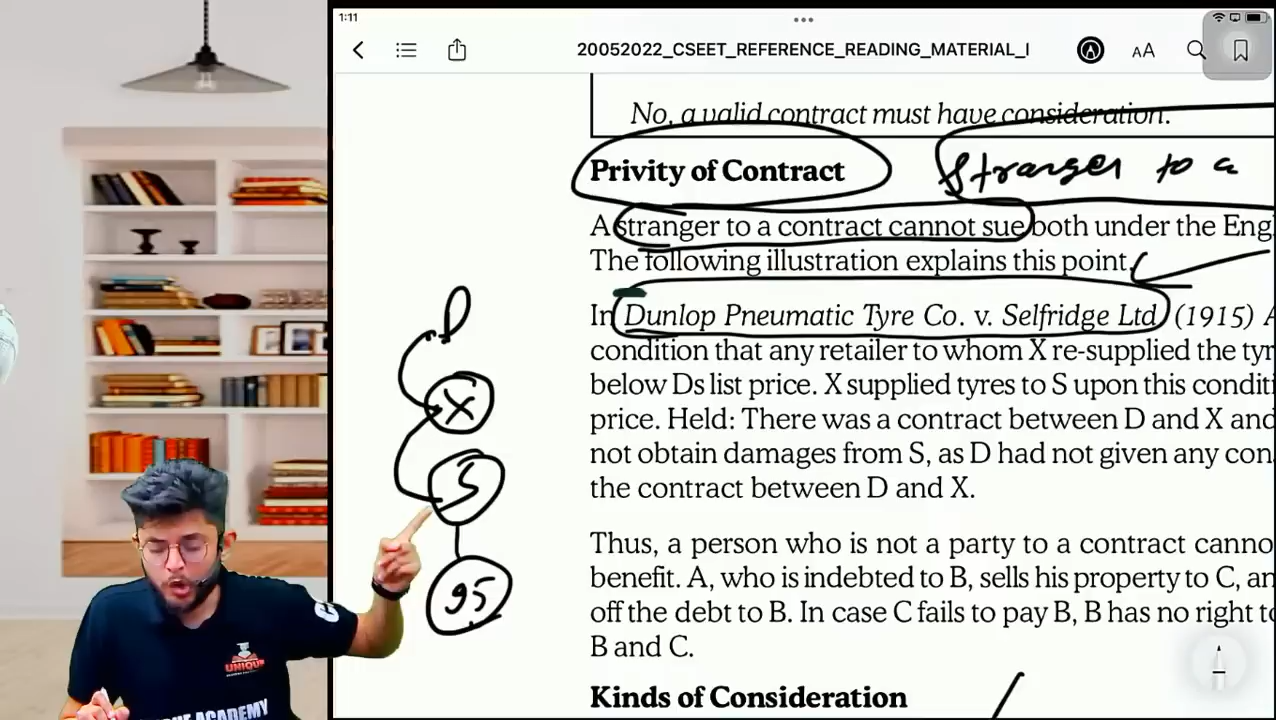 1:11
20052022_CSEET_REFERENCE_READING_MATERIAL_I
AA
No, a valid contract must have consideration.
Privity of Contract
Stranger to a
A stranger to a contract cannot sue both under the Eng
The following illustration explains this point.
In Dunlop Pneumatic Tyre Co. v. Selfridge Ltd (1915) A
condition that any retailer to whom X re-supplied the tyr
below Ds list price. X supplied tyres to S upon this conditi
price. Held: There was a contract between D and X and
not obtain damages from S, as D had not given any con
the contract between D and X.
Thus, a person who is not a party to a contract canno
benefit. A, who is indebted to B, sells his property to C, an
off the debt to B. In case C fails to pay B, B has no right to
B and C.
Kinds of Consideration
D
X
S
95
UNIQUE
ACADEMY